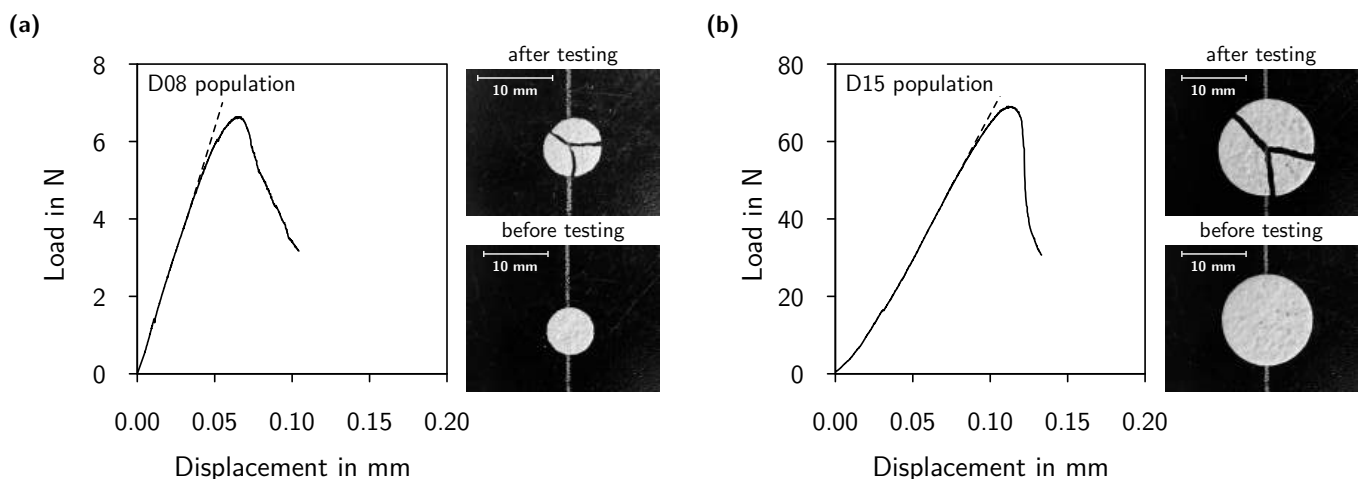 (a)
8
6
4
2
0
Load in N
D08 population
0.00 0.05 0.10 0.15 0.20
Displacement in mm
after testing
10 mm
before testing
10 mm
(b)
80
60
40
20
0
Load in N
D15 population
0.00 0.05 0.10 0.15 0.20
Displacement in mm
after testing
10 mm
before testing
10 mm